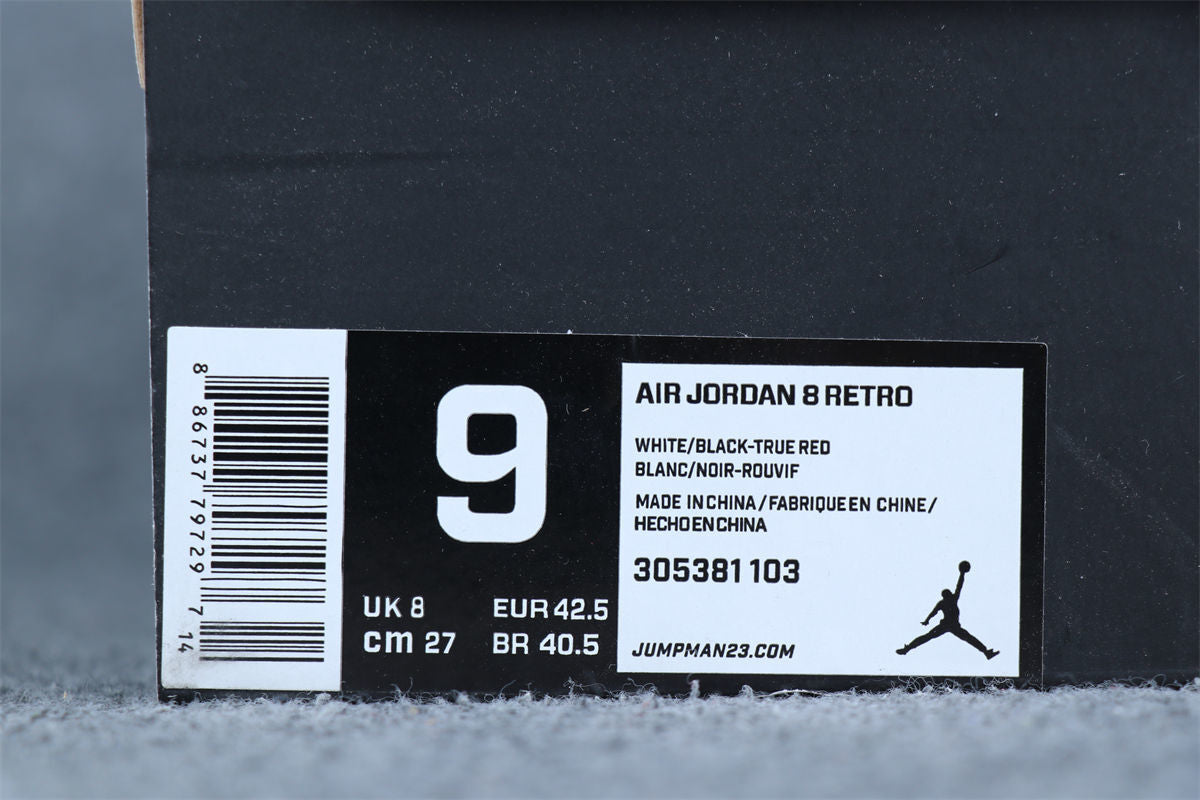 8 86737 79729 7 14
9
UK 8 EUR 42.5
cm 27 BR 40.5
AIR JORDAN 8 RETRO
WHITE/BLACK-TRUE RED
BLANC/NOIR-ROUVIF
MADE IN CHINA/FABRIQUE EN CHINE/
HECHO EN CHINA
305381 103
JUMPMAN23.COM